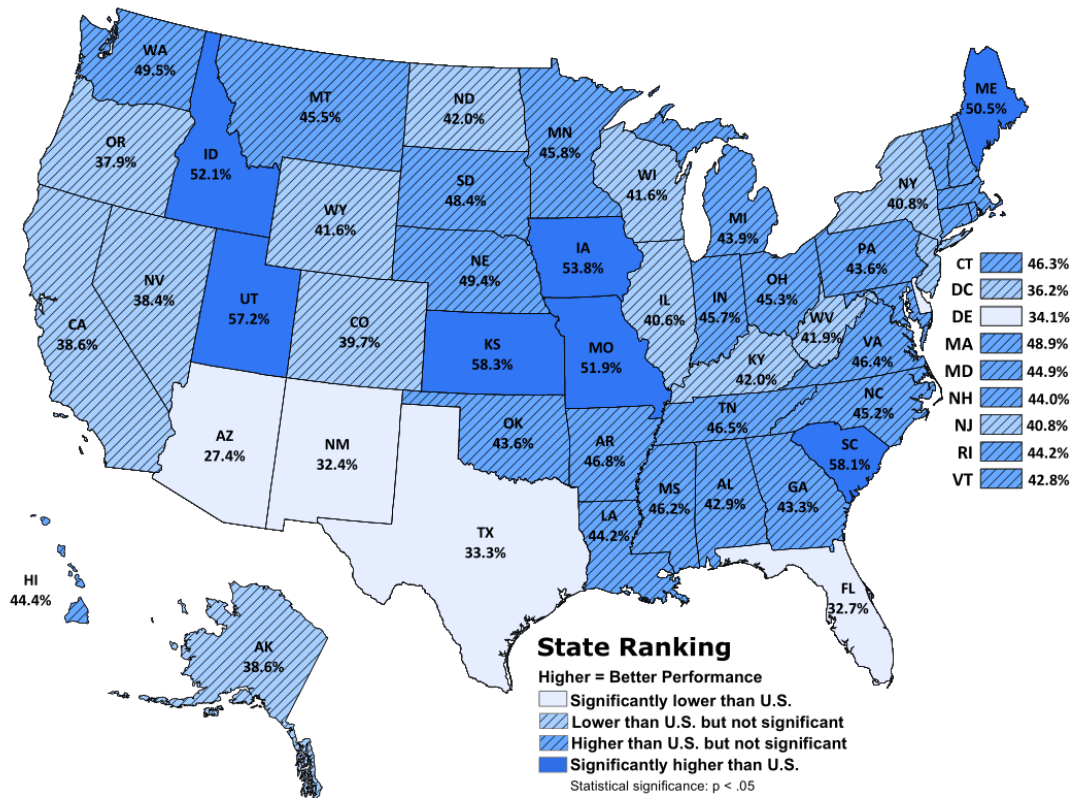 WA
49.5%
MT
45.5%
ND
42.0%
MN
45.8%
ME
50.5%
OR
37.9%
ID
52.1%
SD
48.4%
WI
41.6%
NY
40.8%
WY
41.6%
MI
43.9%
NV
38.4%
NE
49.4%
IA
53.8%
PA
43.6%
UT
57.2%
CO
39.7%
IL
40.6%
IN
45.7%
OH
45.3%
WV
41.9%
VA
46.4%
CA
38.6%
KS
58.3%
MO
51.9%
KY
42.0%
NC
45.2%
TN
46.5%
AZ
27.4%
NM
32.4%
OK
43.6%
AR
46.8%
SC
58.1%
MS
46.2%
AL
42.9%
GA
43.3%
LA
44.2%
TX
33.3%
FL
32.7%
HI
44.4%
AK
38.6%
CT 46.3%
DC 36.2%
DE 34.1%
MA 48.9%
MD 44.9%
NH 44.0%
NJ 40.8%
RI 44.2%
VT 42.8%
State Ranking
Higher = Better Performance
Significantly lower than U.S.
Lower than U.S. but not significant
Higher than U.S. but not significant
Significantly higher than U.S.
Statistical significance: p < .05